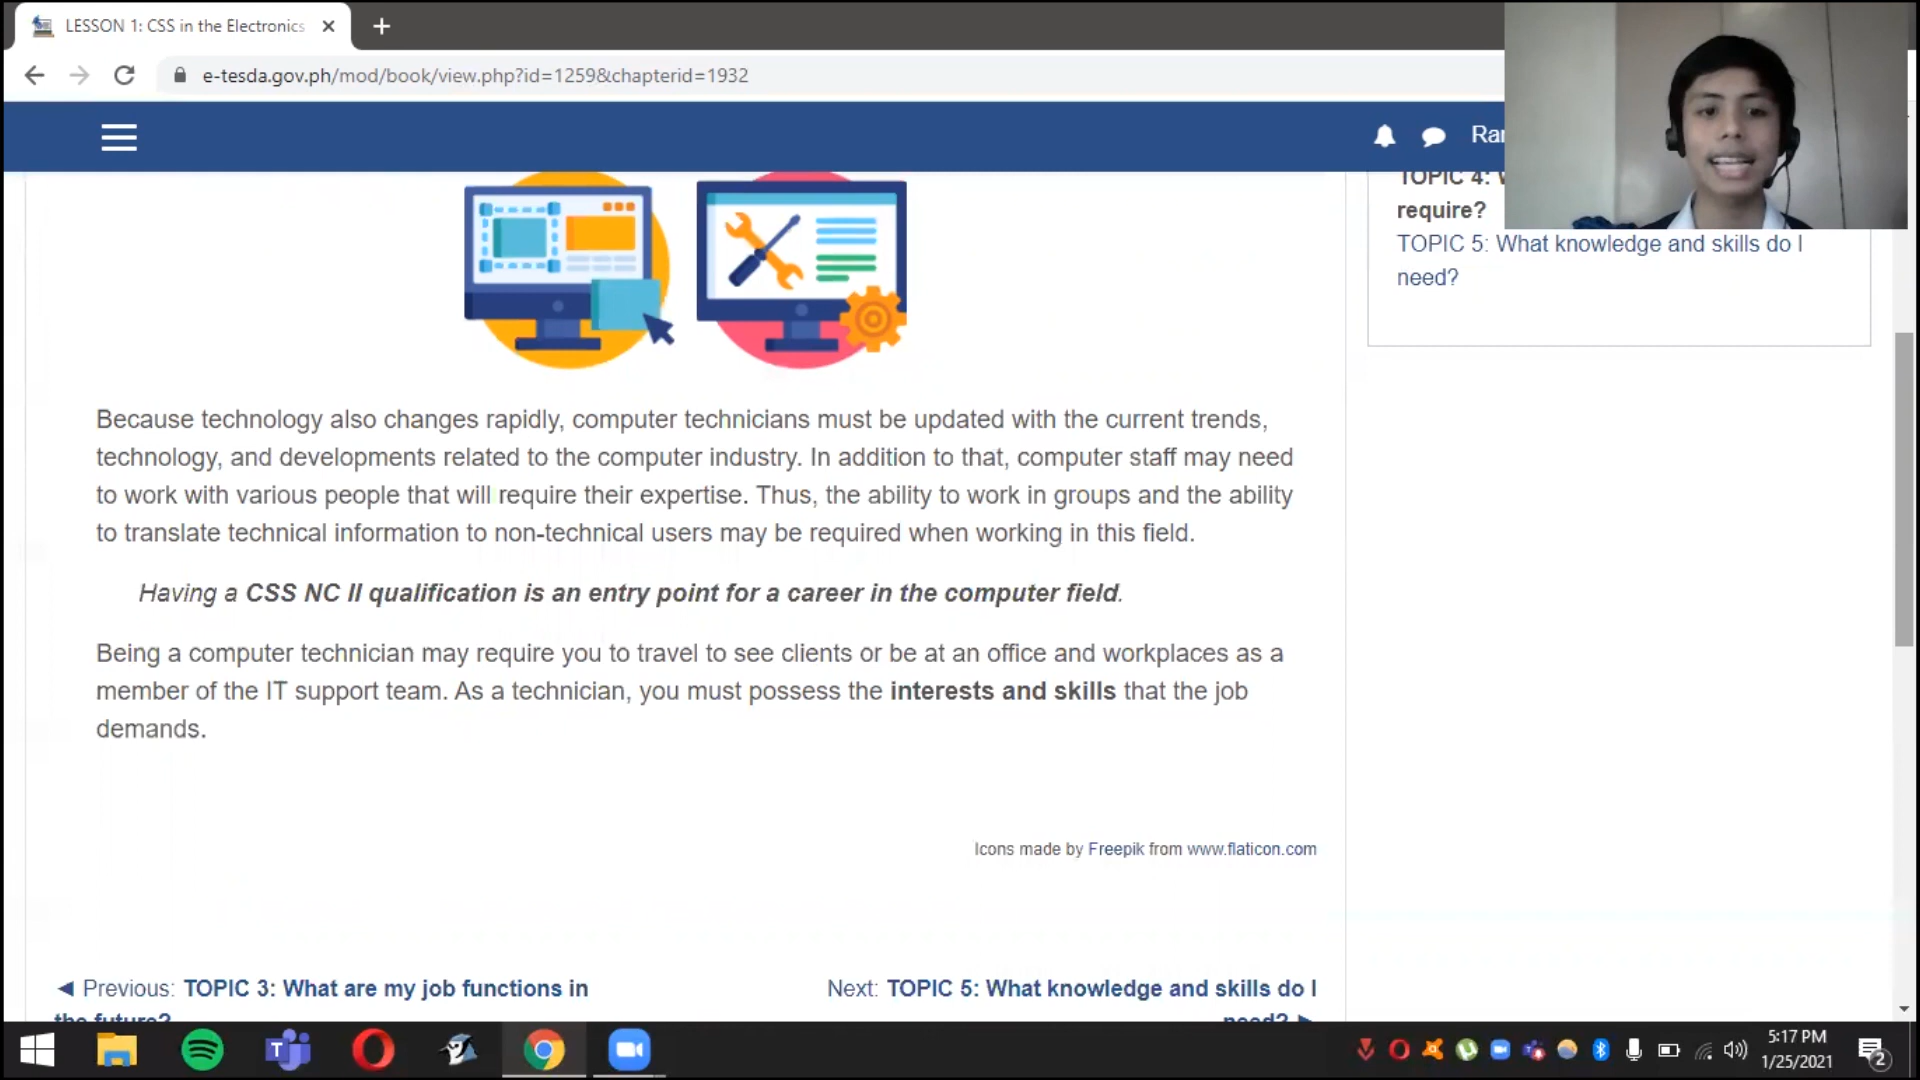 LESSON 1: CSS in the Electronics
e-tesda.gov.ph/mod/book/view.php?id=1259&chapterid=1932
TOPIC 4:
require?
TOPIC 5: What knowledge and skills do I
need?
Because technology also changes rapidly, computer technicians must be updated with the current trends,
technology, and developments related to the computer industry. In addition to that, computer staff may need
to work with various people that will require their expertise. Thus, the ability to work in groups and the ability
to translate technical information to non-technical users may be required when working in this field.
Having a CSS NC II qualification is an entry point for a career in the computer field.
Being a computer technician may require you to travel to see clients or be at an office and workplaces as a
member of the IT support team. As a technician, you must possess the interests and skills that the job
demands.
Icons made by Freepik from www.flaticon.com
◄ Previous: TOPIC 3: What are my job functions in
the future?
Next: TOPIC 5: What knowledge and skills do I
need? ►
5:17 PM
1/25/2021
2